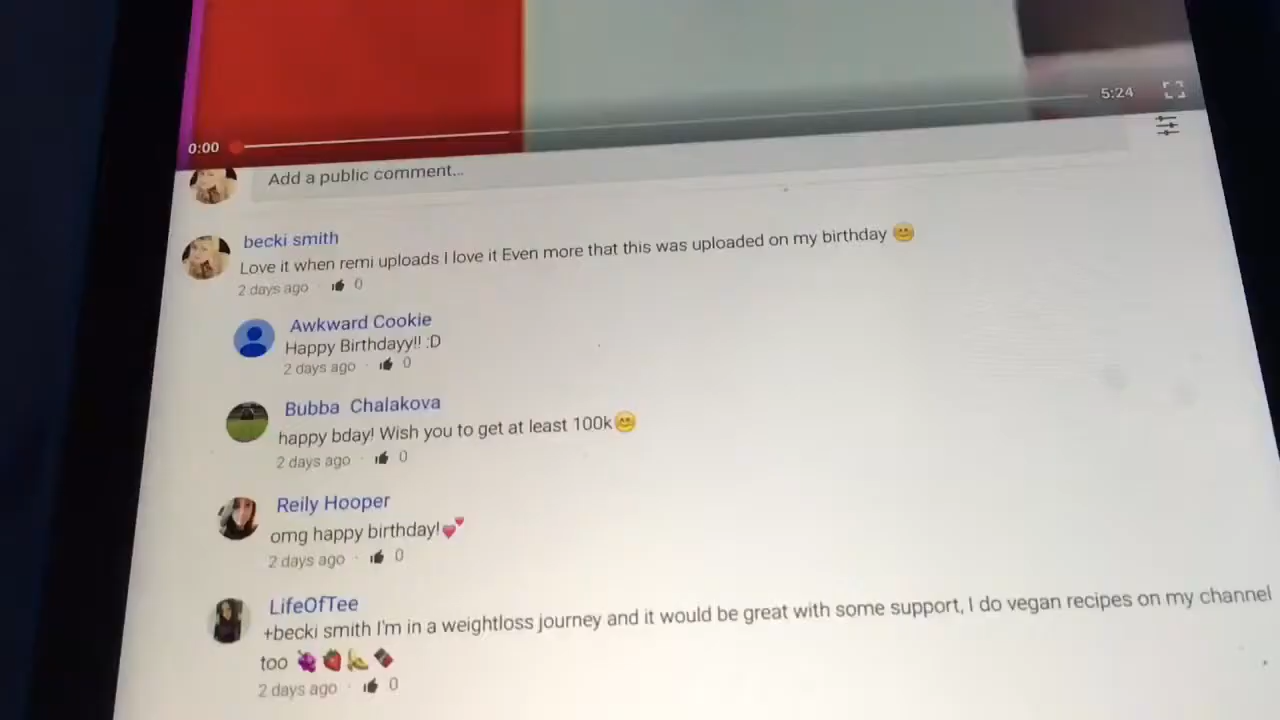 5:24
0:00
Add a public comment...
becki smith
Love it when remi uploads I love it Even more that this was uploaded on my birthday 😊
2 days ago · 0
Awkward Cookie
Happy Birthdayy!! :D
2 days ago · 0
Bubba Chalakova
happy bday! Wish you to get at least 100k😊
2 days ago · 0
Reily Hooper
omg happy birthday!💕
2 days ago · 0
LifeOfTee
+becki smith I'm in a weightloss journey and it would be great with some support, I do vegan recipes on my channel
too 🍇🍓🍌🍫
2 days ago · 0